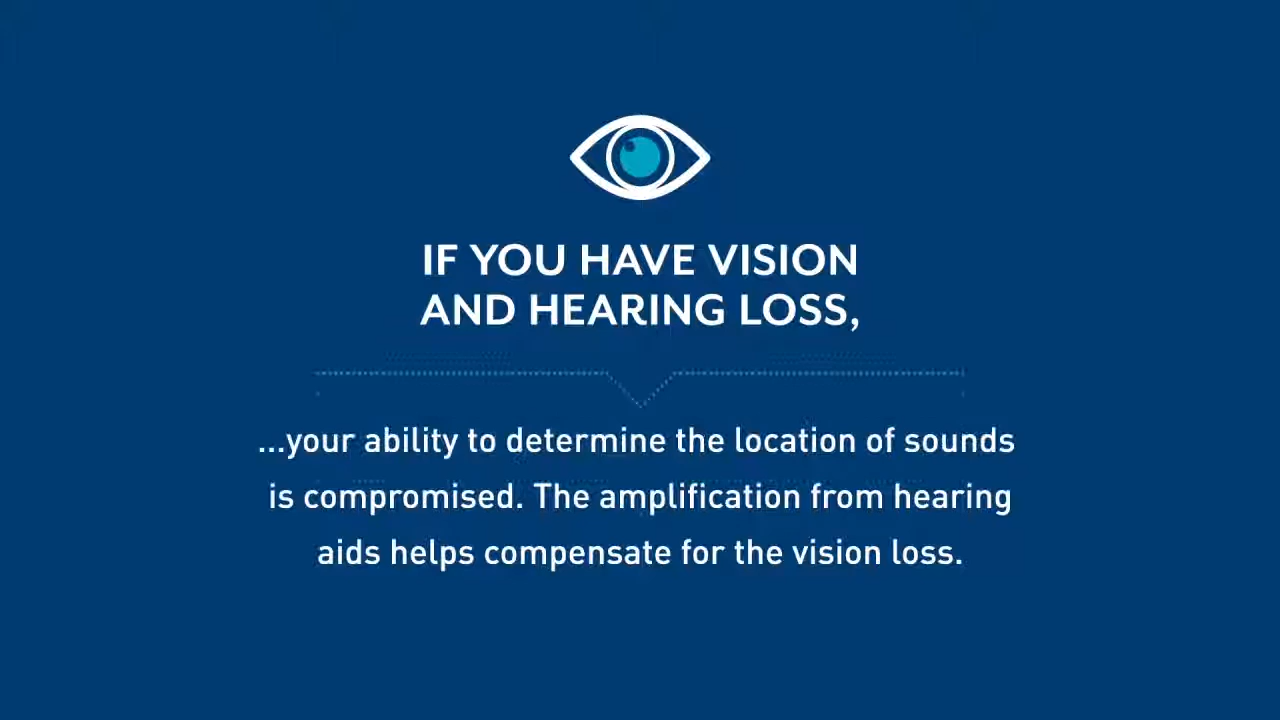 IF YOU HAVE VISION
AND HEARING LOSS,
...your ability to determine the location of sounds
is compromised. The amplification from hearing
aids helps compensate for the vision loss.